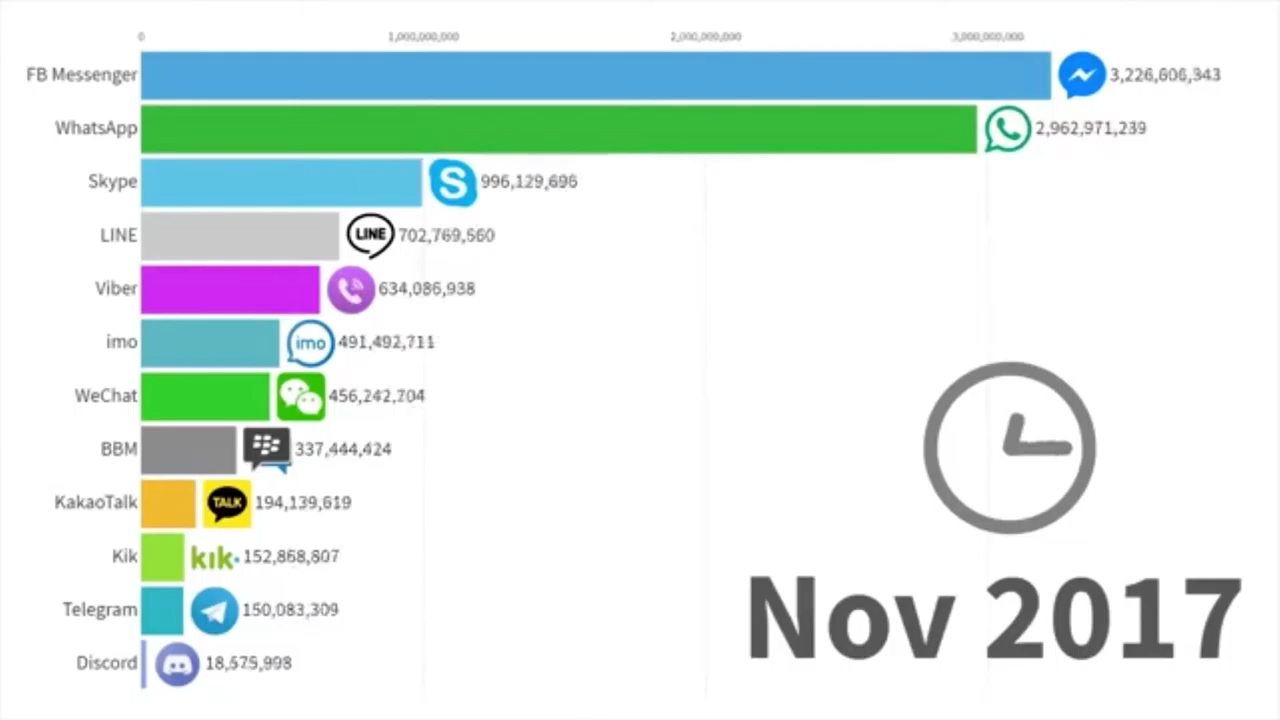 0 1,000,000,000 2,000,000,000 3,000,000,000
FB Messenger 3,226,606,343
WhatsApp 2,962,971,239
Skype S 996,129,696
LINE LINE 702,769,560
Viber 634,086,938
imo imo 491,492,711
WeChat 456,242,704
BBM 337,444,424
KakaoTalk TALK 194,139,619
Kik kik. 152,868,807
Telegram 150,083,309
Discord 18,575,998
Nov 2017